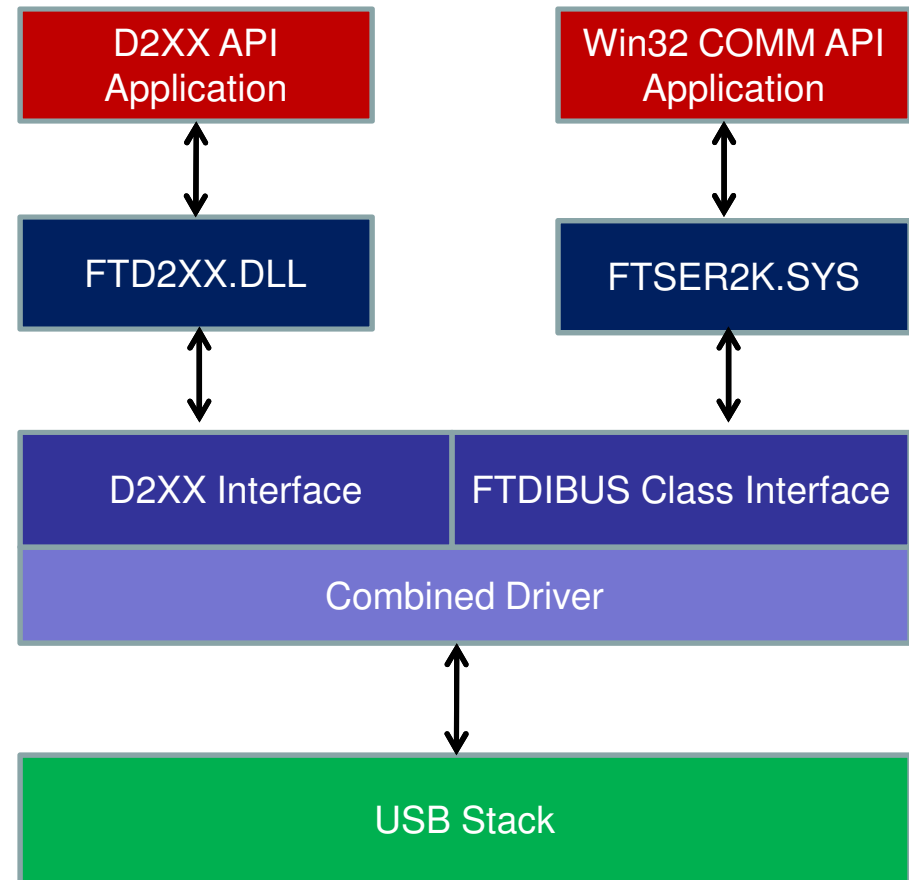 D2XX API
Application
Win32 COMM API
Application
FTD2XX.DLL
FTSER2K.SYS
D2XX Interface
FTDIBUS Class Interface
Combined Driver
USB Stack